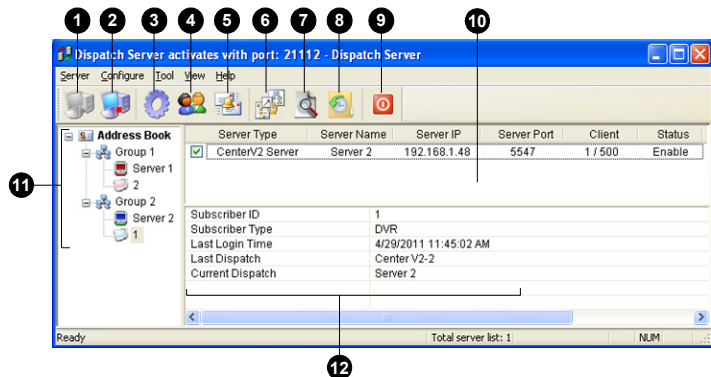 1 2 3 4 5 6 7 8 9 10
Dispatch Server activates with port: 21112 - Dispatch Server
Server Configure Tool View Help
Address Book
Group 1
Server 1
2
Group 2
Server 2
1
11
Server Type Server Name Server IP Server Port Client Status
CenterV2 Server Server 2 192.168.1.48 5547 1 / 500 Enable
Subscriber ID 1
Subscriber Type DVR
Last Login Time 4/29/2011 11:45:02 AM
Last Dispatch Center V2-2
Current Dispatch Server 2
Ready Total server list: 1 NUM
12